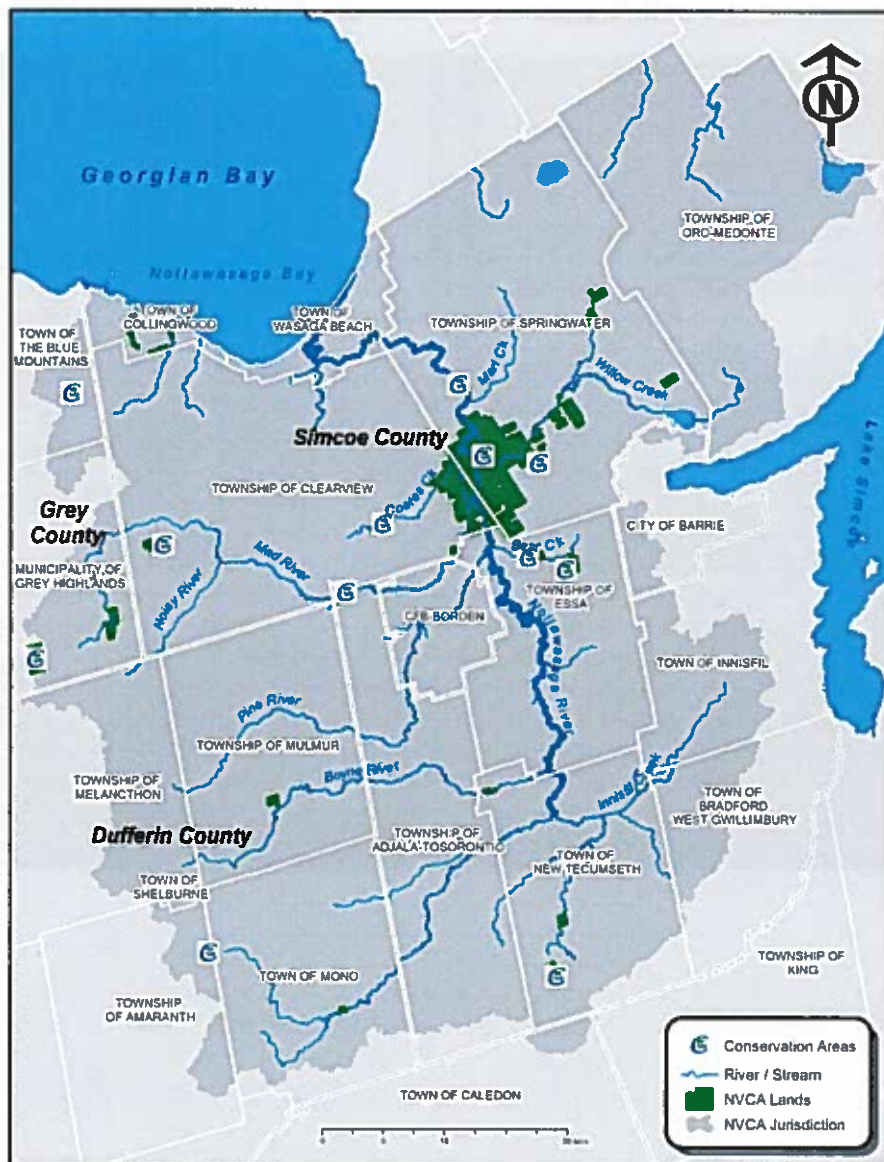 N
Georgian Bay
Nottawasaga Bay
TOWNSHIP OF
ORO-MEDONTE
TOWN OF
COLLINGWOOD
TOWN OF
WASAGA BEACH
TOWNSHIP OF SPRINGWATER
TOWN OF
THE BLUE
MOUNTAINS
Marl Ck
Willow Creek
Simcoe County
Lake Simcoe
TOWNSHIP OF CLEARVIEW
Coates Ck
Grey
County
CITY OF BARRIE
MUNICIPALITY OF
GREY HIGHLANDS
Noisy River
Mad River
Bear Ck
TOWNSHIP OF
ESSA
CFB BORDEN
Nottawasaga River
TOWN OF INNISFIL
Pine River
TOWNSHIP OF MULMUR
TOWNSHIP OF
MELANCTHON
Boyne River
Innisfil
TOWN OF
BRADFORD
WEST GWILLIMBURY
Dufferin County
TOWNSHIP OF
ADJALA-TOSORONTIO
TOWN OF
NEW TECUMSETH
TOWN OF
SHELBURNE
TOWN OF MONO
TOWNSHIP OF
KING
TOWNSHIP
OF AMARANTH
TOWN OF CALEDON
Conservation Areas
River / Stream
NVCA Lands
NVCA Jurisdiction
0 5 10 20